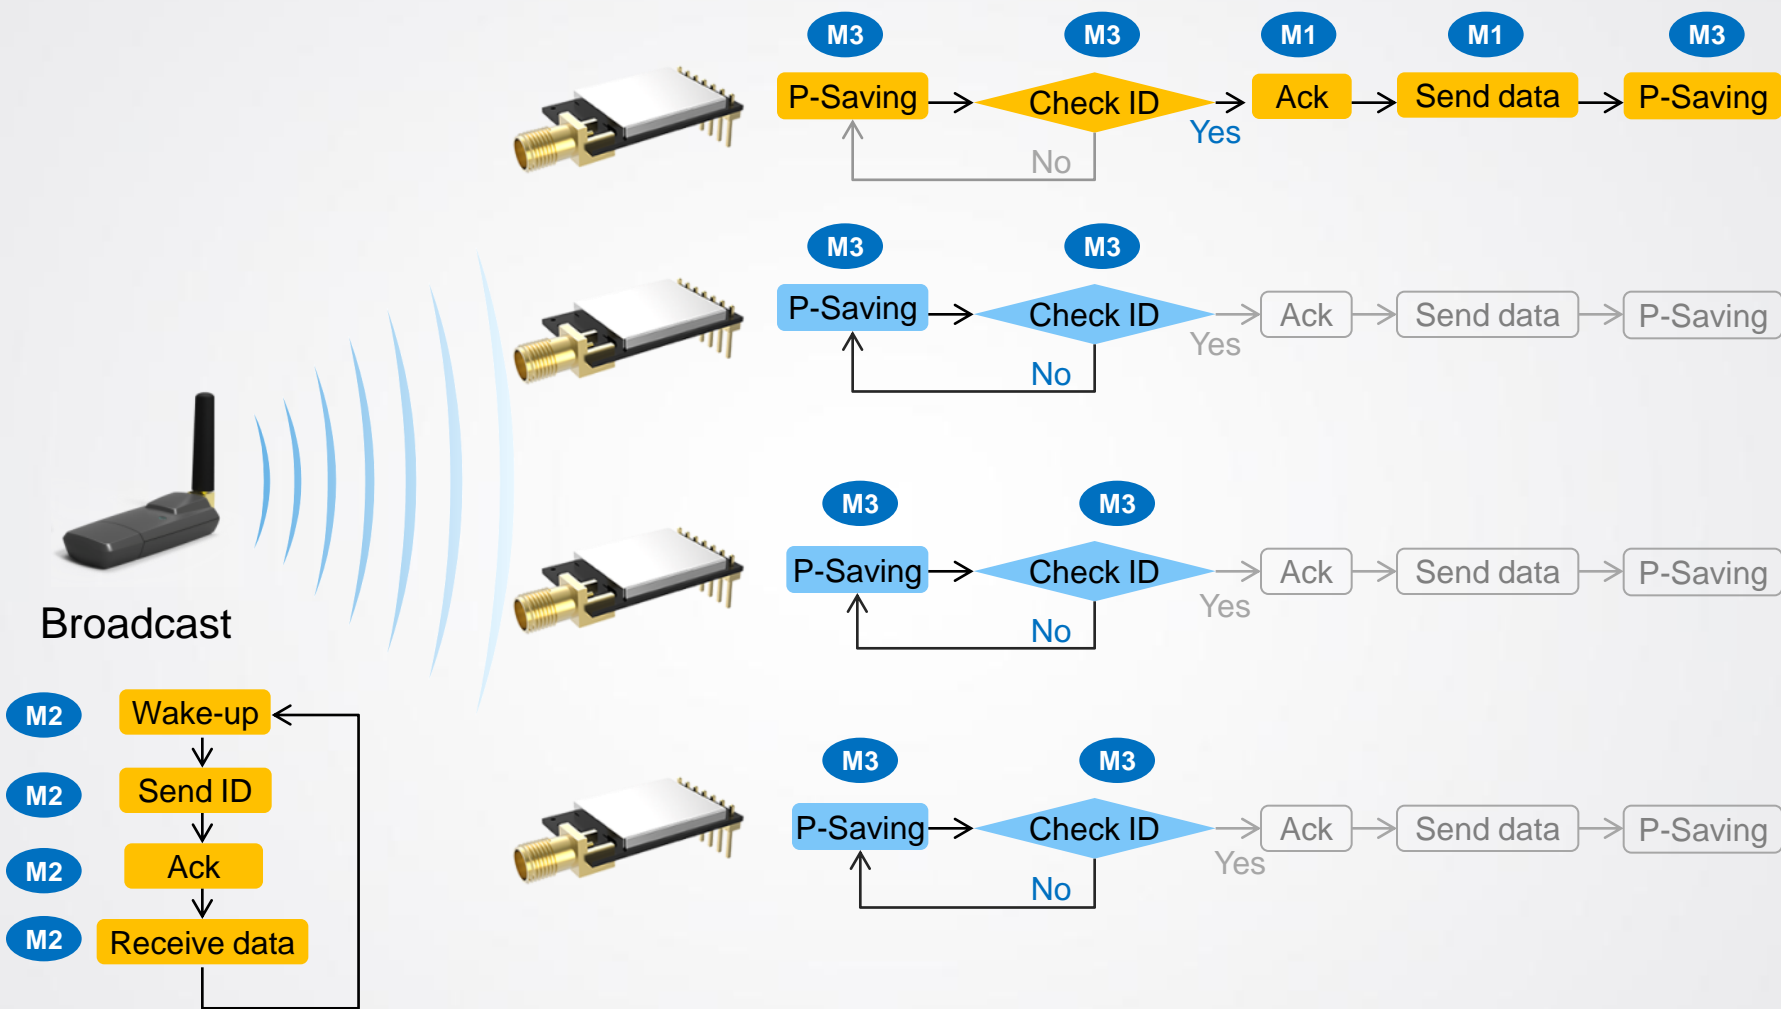 M3 M3 M1 M1 M3
P-Saving Check ID Ack Send data P-Saving
Yes
No
M3 M3
P-Saving Check ID Ack Send data P-Saving
Yes
No
M3 M3
P-Saving Check ID Ack Send data P-Saving
Yes
No
M3 M3
P-Saving Check ID Ack Send data P-Saving
Yes
No
Broadcast
M2 Wake-up
M2 Send ID
M2 Ack
M2 Receive data